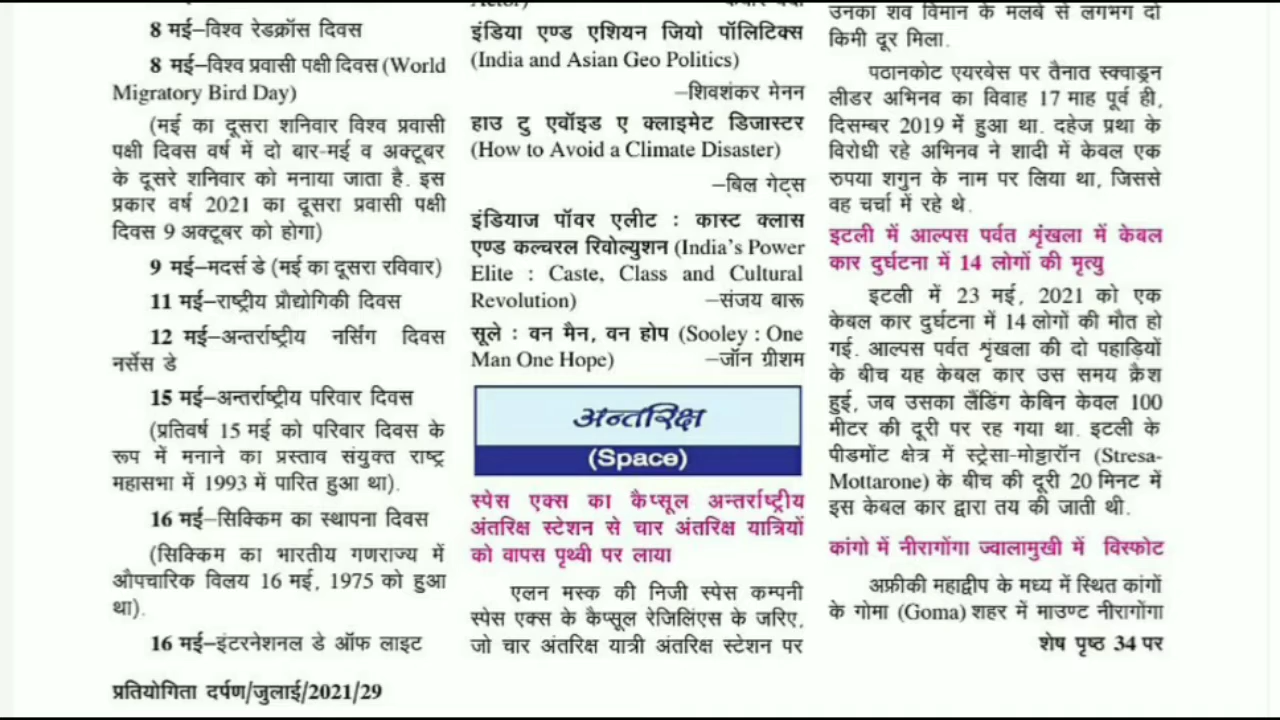 8 मई–विश्व रेडक्रॉस दिवस
8 मई–विश्व प्रवासी पक्षी दिवस (World
Migratory Bird Day)
(मई का दूसरा शनिवार विश्व प्रवासी
पक्षी दिवस वर्ष में दो बार-मई व अक्टूबर
के दूसरे शनिवार को मनाया जाता है. इस
प्रकार वर्ष 2021 का दूसरा प्रवासी पक्षी
दिवस 9 अक्टूबर को होगा)
9 मई–मदर्स डे (मई का दूसरा रविवार)
11 मई–राष्ट्रीय प्रौद्योगिकी दिवस
12 मई–अन्तर्राष्ट्रीय नर्सिंग दिवस
नर्सेस डे
15 मई–अन्तर्राष्ट्रीय परिवार दिवस
(प्रतिवर्ष 15 मई को परिवार दिवस के
रूप में मनाने का प्रस्ताव संयुक्त राष्ट्र
महासभा में 1993 में पारित हुआ था).
16 मई–सिक्किम का स्थापना दिवस
(सिक्किम का भारतीय गणराज्य में
औपचारिक विलय 16 मई, 1975 को हुआ
था).
16 मई–इंटरनेशनल डे ऑफ लाइट
इंडिया एण्ड एशियन जियो पॉलिटिक्स
(India and Asian Geo Politics)
–शिवशंकर मेनन
हाउ टु एवॉइड ए क्लाइमेट डिजास्टर
(How to Avoid a Climate Disaster)
–बिल गेट्स
इंडियाज पॉवर एलीट : कास्ट क्लास
एण्ड कल्चरल रिवोल्युशन (India's Power
Elite : Caste, Class and Cultural
Revolution) –संजय बारू
सूले : वन मैन, वन होप (Sooley : One
Man One Hope) –जॉन ग्रीशम
अन्तरिक्ष
(Space)
स्पेस एक्स का कैप्सूल अन्तर्राष्ट्रीय
अंतरिक्ष स्टेशन से चार अंतरिक्ष यात्रियों
को वापस पृथ्वी पर लाया
एलन मस्क की निजी स्पेस कम्पनी
स्पेस एक्स के कैप्सूल रेजिलिंएस के जरिए,
जो चार अंतरिक्ष यात्री अंतरिक्ष स्टेशन पर
उनका शव विमान के मलबे से लगभग दो
किमी दूर मिला.
पठानकोट एयरबेस पर तैनात स्क्वाड्रन
लीडर अभिनव का विवाह 17 माह पूर्व ही,
दिसम्बर 2019 में हुआ था. दहेज प्रथा के
विरोधी रहे अभिनव ने शादी में केवल एक
रुपया शगुन के नाम पर लिया था, जिससे
वह चर्चा में रहे थे.
इटली में आल्पस पर्वत शृंखला में केबल
कार दुर्घटना में 14 लोगों की मृत्यु
इटली में 23 मई, 2021 को एक
केबल कार दुर्घटना में 14 लोगों की मौत हो
गई. आल्पस पर्वत शृंखला की दो पहाड़ियों
के बीच यह केबल कार उस समय क्रैश
हुई, जब उसका लैंडिंग केबिन केवल 100
मीटर की दूरी पर रह गया था. इटली के
पीडमोंट क्षेत्र में स्ट्रेसा-मोट्टारॉन (Stresa-
Mottarone) के बीच की दूरी 20 मिनट में
इस केबल कार द्वारा तय की जाती थी.
कांगो में नीरागोंगा ज्वालामुखी में विस्फोट
अफ्रीकी महाद्वीप के मध्य में स्थित कांगों
के गोमा (Goma) शहर में माउण्ट नीरागोंगा
शेष पृष्ठ 34 पर
प्रतियोगिता दर्पण/जुलाई/2021/29